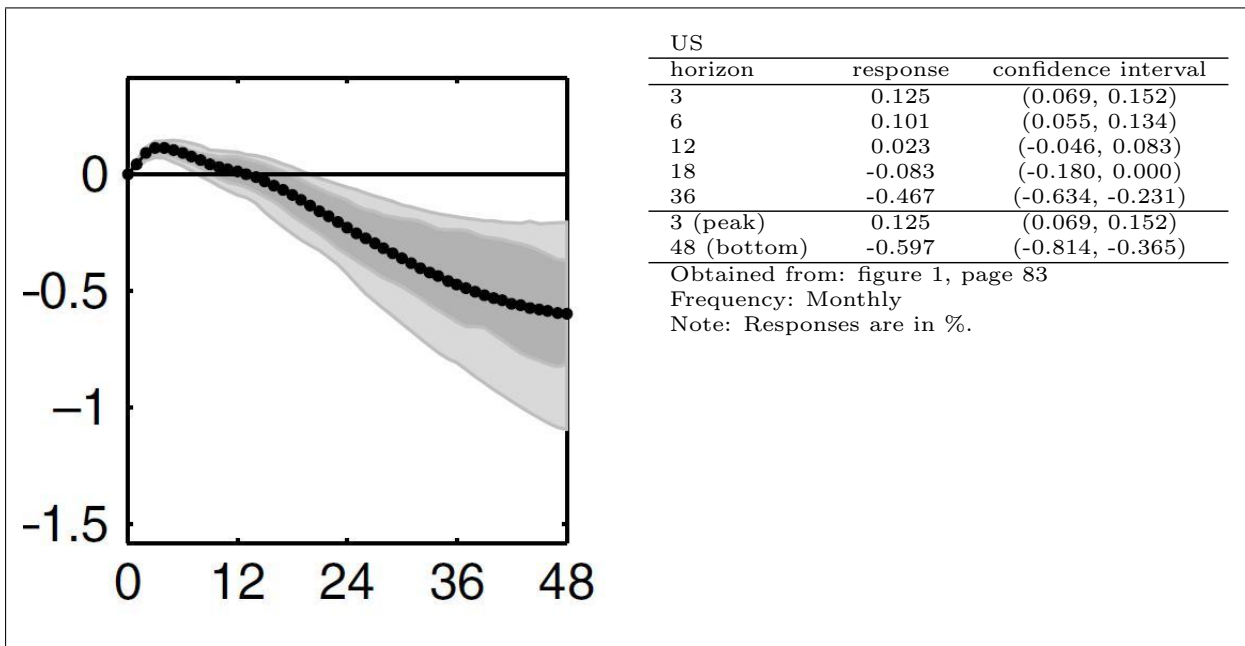 0
−0.5
−1
−1.5
0 12 24 36 48
US
horizon response confidence interval
3 0.125 (0.069, 0.152)
6 0.101 (0.055, 0.134)
12 0.023 (-0.046, 0.083)
18 -0.083 (-0.180, 0.000)
36 -0.467 (-0.634, -0.231)
3 (peak) 0.125 (0.069, 0.152)
48 (bottom) -0.597 (-0.814, -0.365)
Obtained from: figure 1, page 83
Frequency: Monthly
Note: Responses are in %.